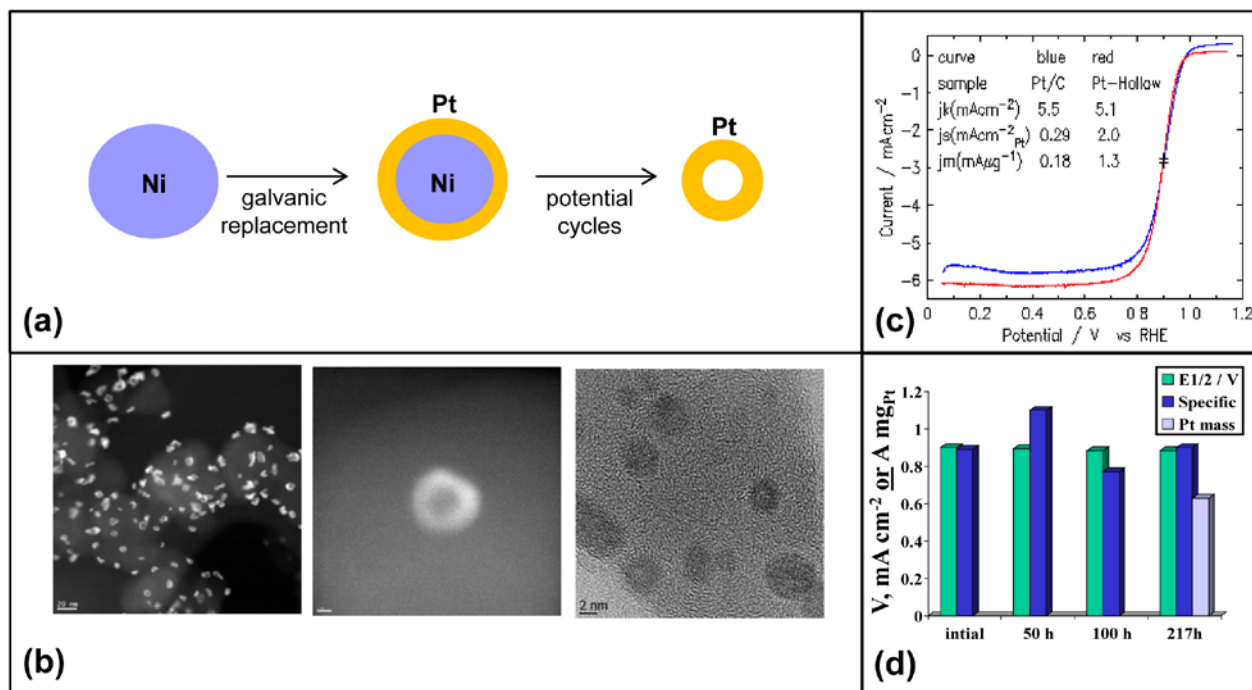 (a)
Ni
galvanic
replacement
Pt
Ni
potential
cycles
Pt
(b)
20 nm
2 nm
(c)
curve blue red
sample Pt/C Pt-Hollow
jk(mAcm⁻²) 5.5 5.1
js(mAcm⁻²Pt) 0.29 2.0
jm(mAμg⁻¹) 0.18 1.3
Current / mAcm⁻²
0
-1
-2
-3
-4
-5
-6
0 0.2 0.4 0.6 0.8 1.0 1.2
Potential / V vs RHE
(d)
E1/2 / V
Specific
Pt mass
V, mA cm⁻² or A mgPt
1.2
1
0.8
0.6
0.4
0.2
0
intial 50 h 100 h 217h